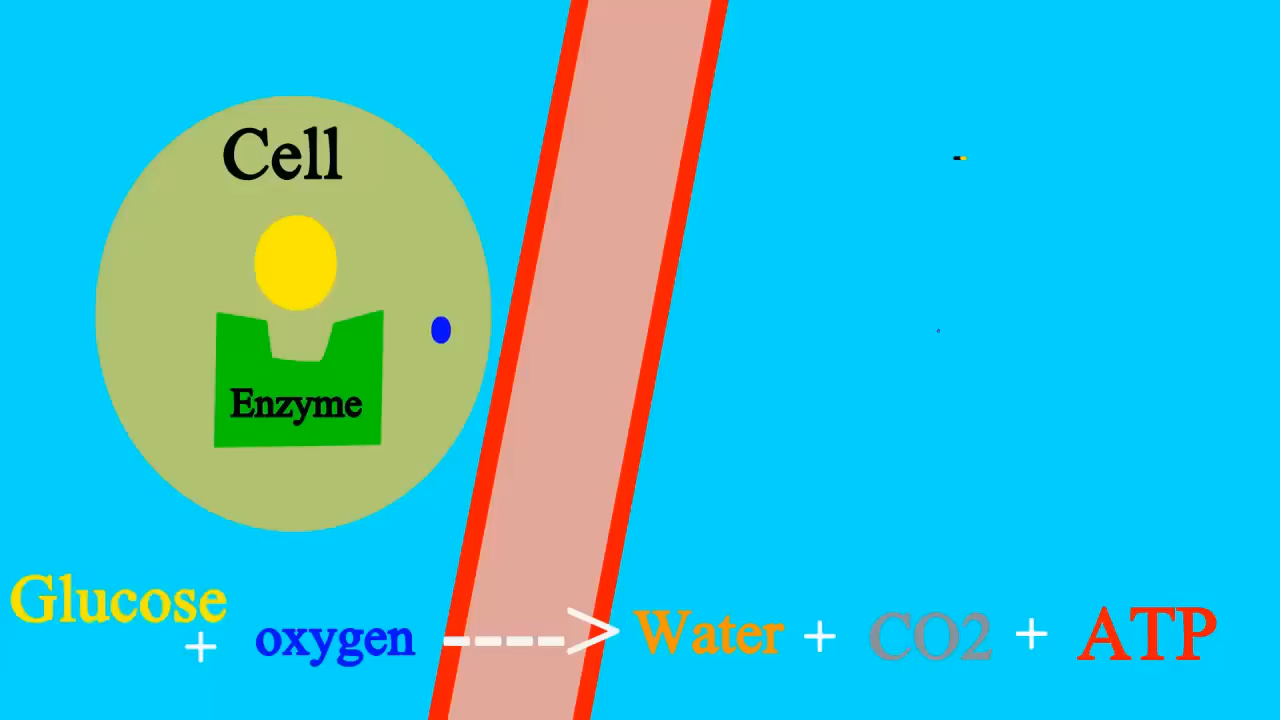 Cell
Enzyme
Glucose + oxygen ----> Water + CO2 + ATP